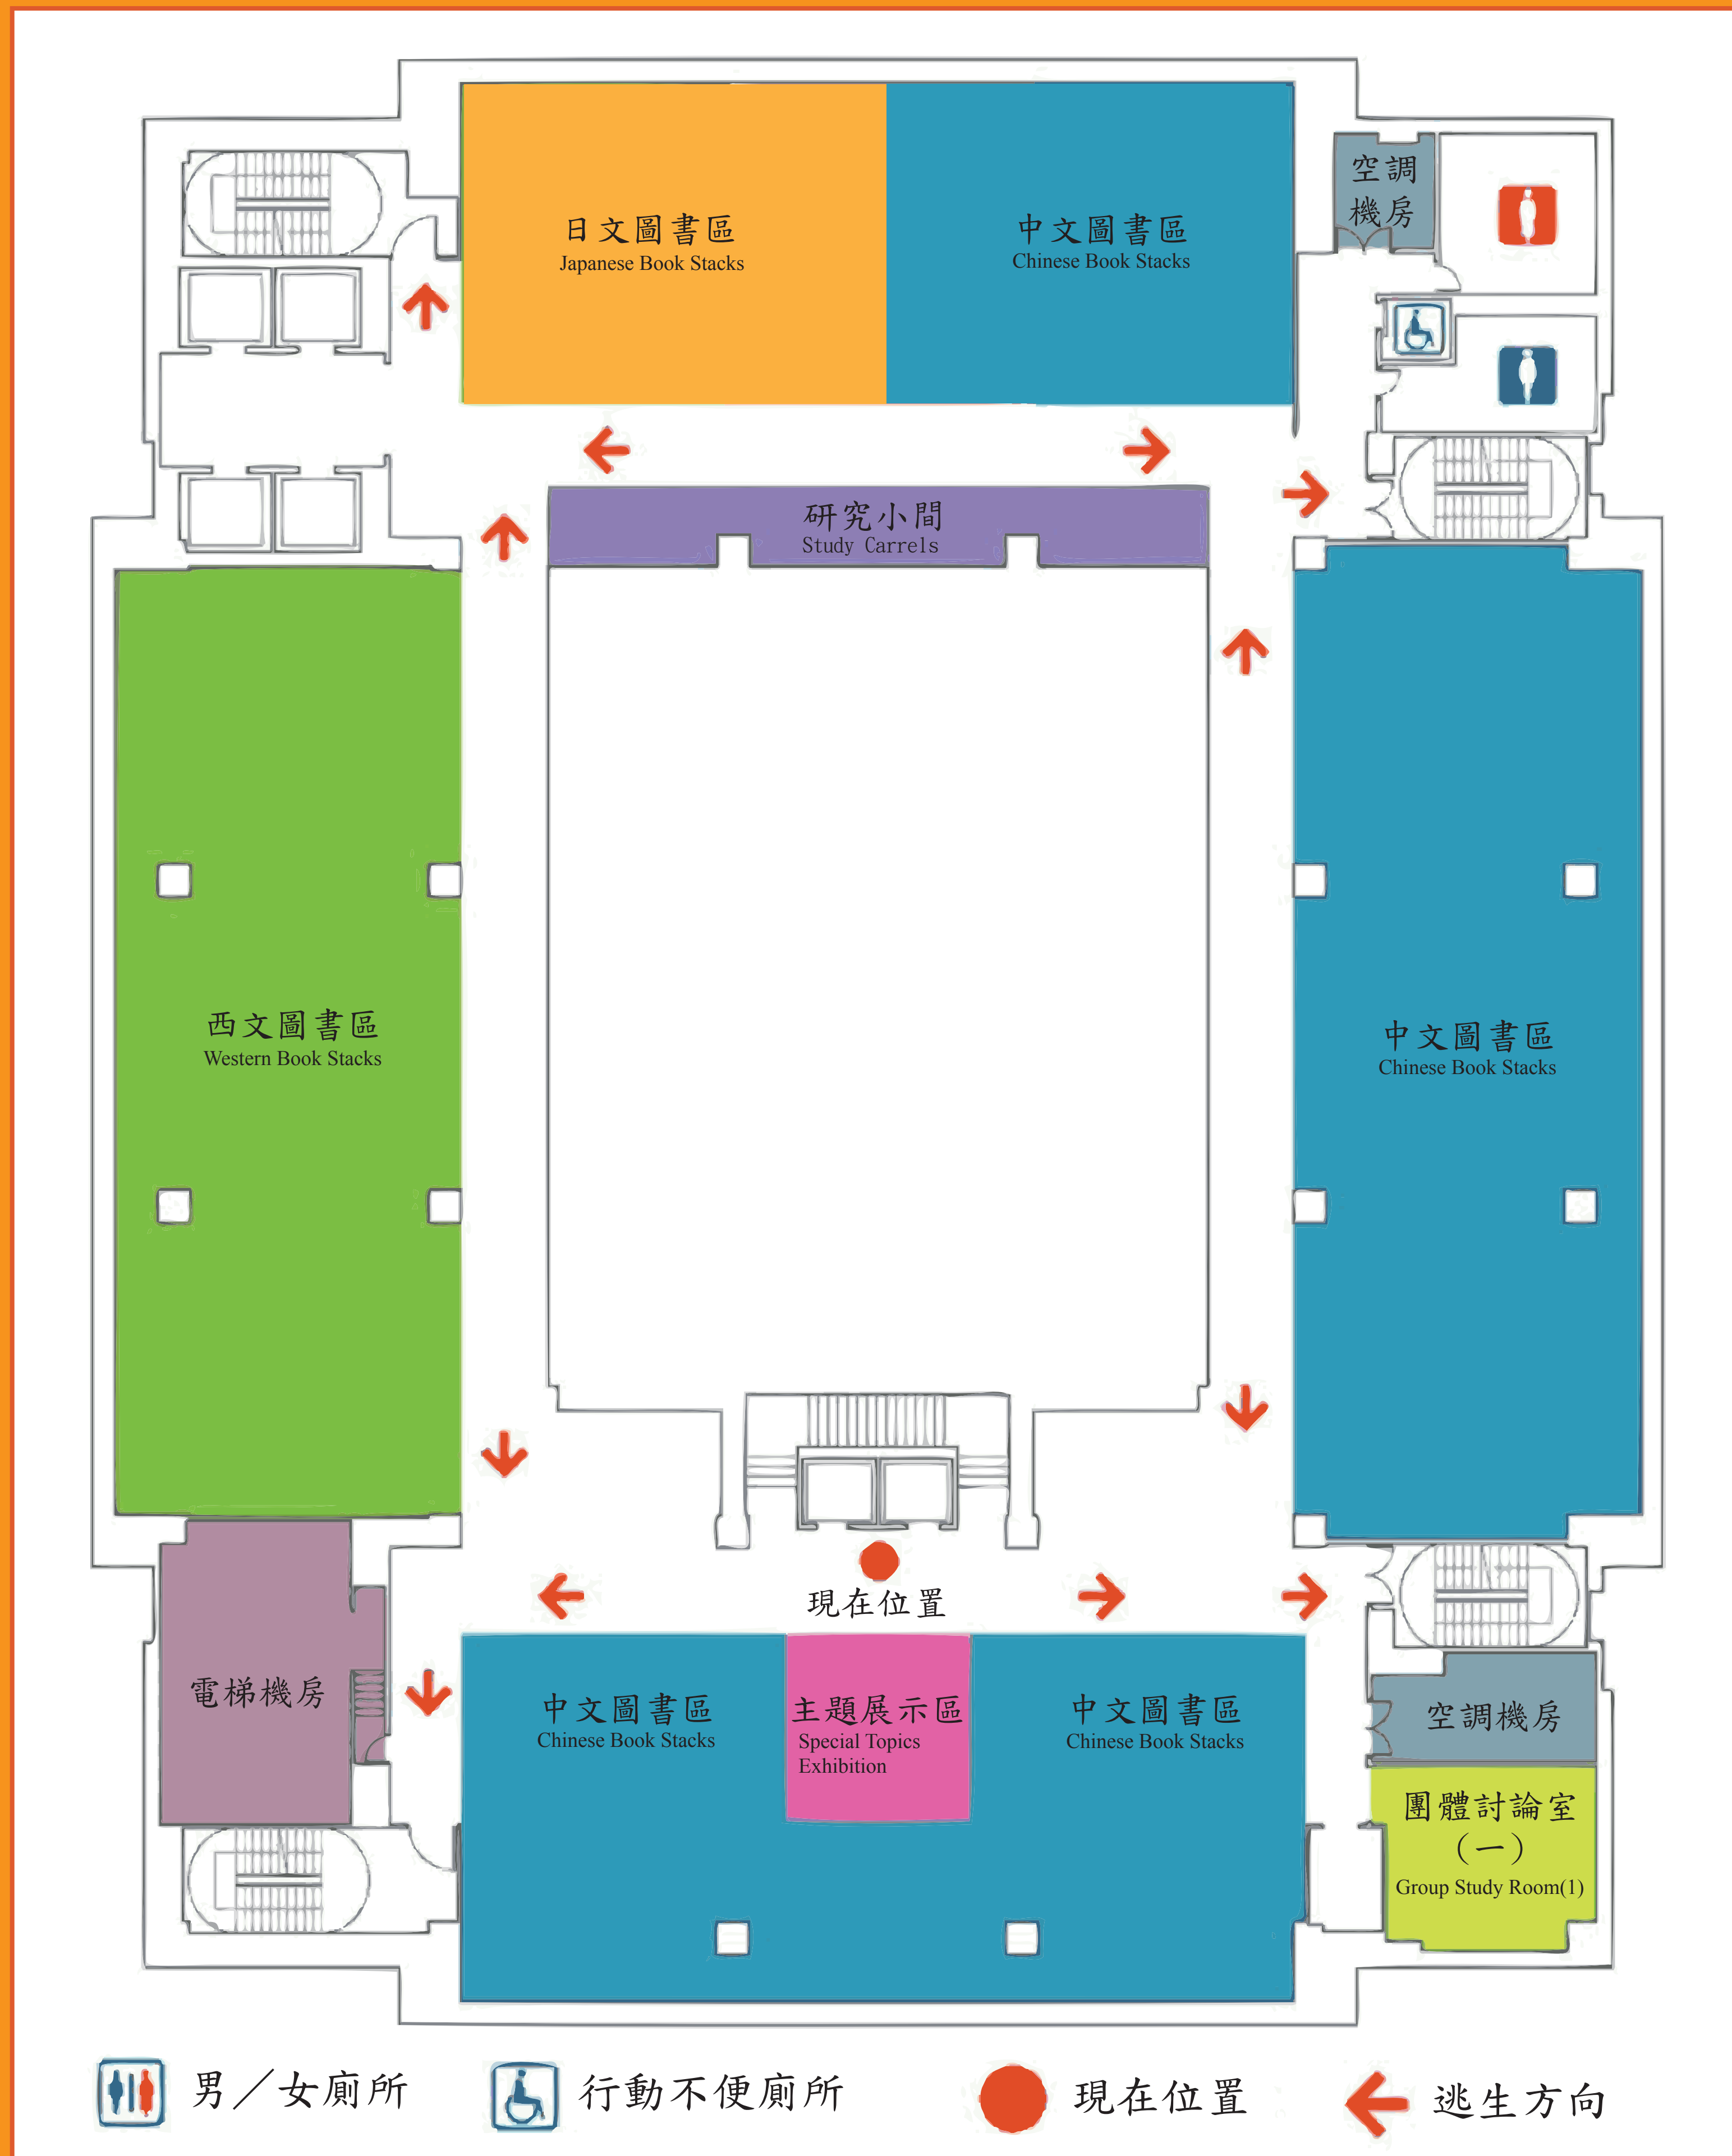 日文圖書區
Japanese Book Stacks
中文圖書區
Chinese Book Stacks
空調
機房
研究小間
Study Carrels
西文圖書區
Western Book Stacks
中文圖書區
Chinese Book Stacks
現在位置
電梯機房
中文圖書區
Chinese Book Stacks
主題展示區
Special Topics
Exhibition
中文圖書區
Chinese Book Stacks
空調機房
團體討論室
（一）
Group Study Room(1)
男／女廁所
行動不便廁所
現在位置
逃生方向